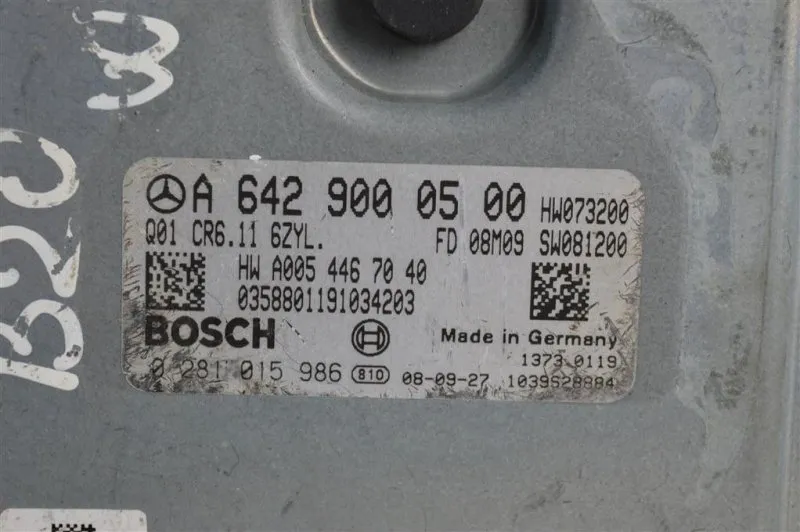 A 642 900 05 00 HW073200
Q01 CR6.11 6ZYL. FD 08M09 SW081200
HW A005 446 70 40
0358801191034203
BOSCH Made in Germany
1373 0119
0 281 015 986 810 08-09-27 1039S28884